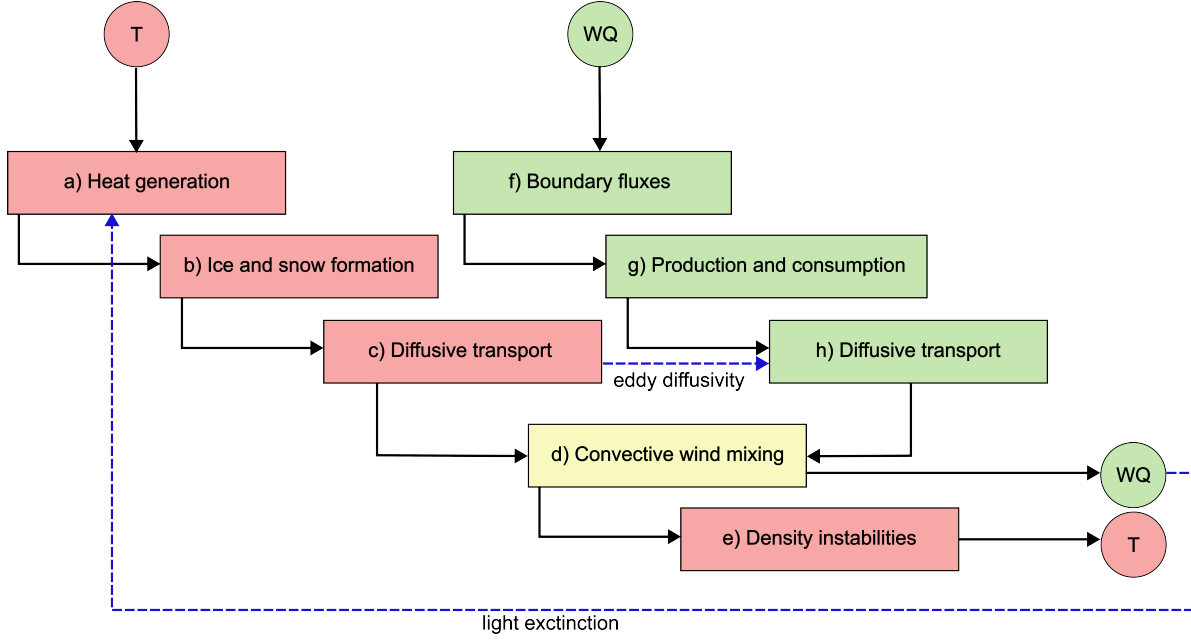 T
WQ
a) Heat generation
f) Boundary fluxes
b) Ice and snow formation
g) Production and consumption
c) Diffusive transport
h) Diffusive transport
eddy diffusivity
d) Convective wind mixing
WQ
e) Density instabilities
T
light exctinction